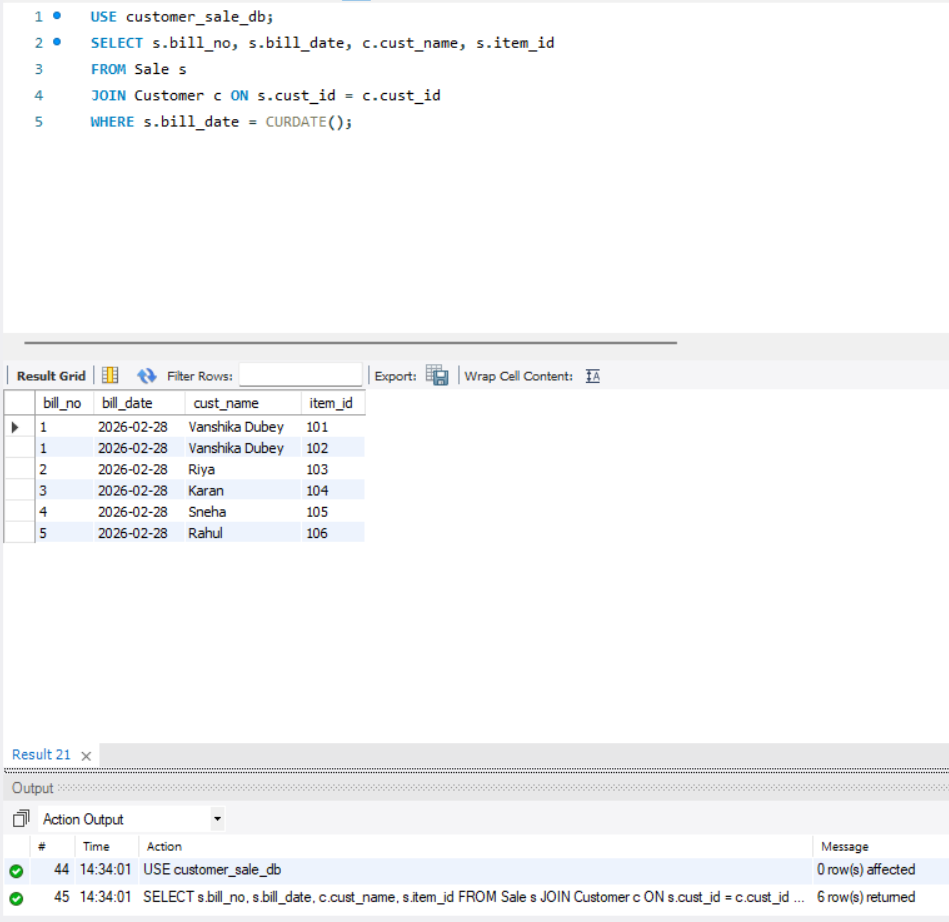 1 USE customer_sale_db;
2 SELECT s.bill_no, s.bill_date, c.cust_name, s.item_id
3 FROM Sale s
4 JOIN Customer c ON s.cust_id = c.cust_id
5 WHERE s.bill_date = CURDATE();
Result Grid Filter Rows: Export: Wrap Cell Content:
bill_no bill_date cust_name item_id
1 2026-02-28 Vanshika Dubey 101
1 2026-02-28 Vanshika Dubey 102
2 2026-02-28 Riya 103
3 2026-02-28 Karan 104
4 2026-02-28 Sneha 105
5 2026-02-28 Rahul 106
Result 21
Output
Action Output
# Time Action Message
44 14:34:01 USE customer_sale_db 0 row(s) affected
45 14:34:01 SELECT s.bill_no, s.bill_date, c.cust_name, s.item_id FROM Sale s JOIN Customer c ON s.cust_id = c.cust_id ... 6 row(s) returned